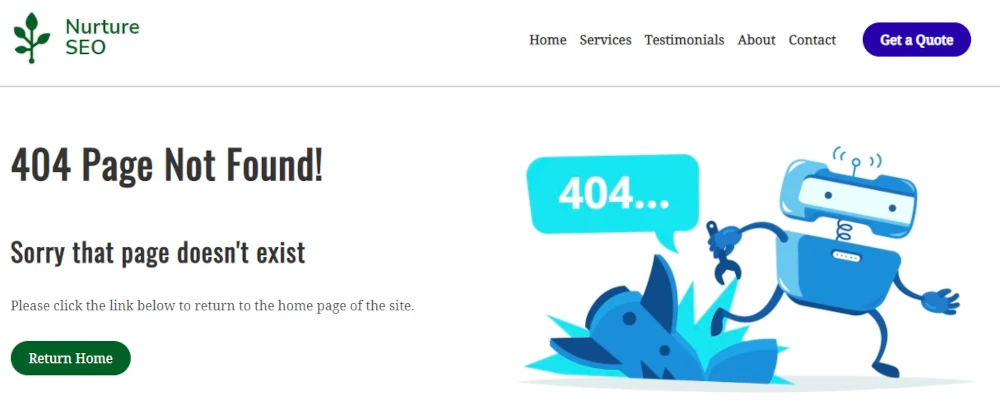 Nurture
SEO
Home Services Testimonials About Contact Get a Quote
404 Page Not Found!
404...
Sorry that page doesn't exist
Please click the link below to return to the home page of the site.
Return Home